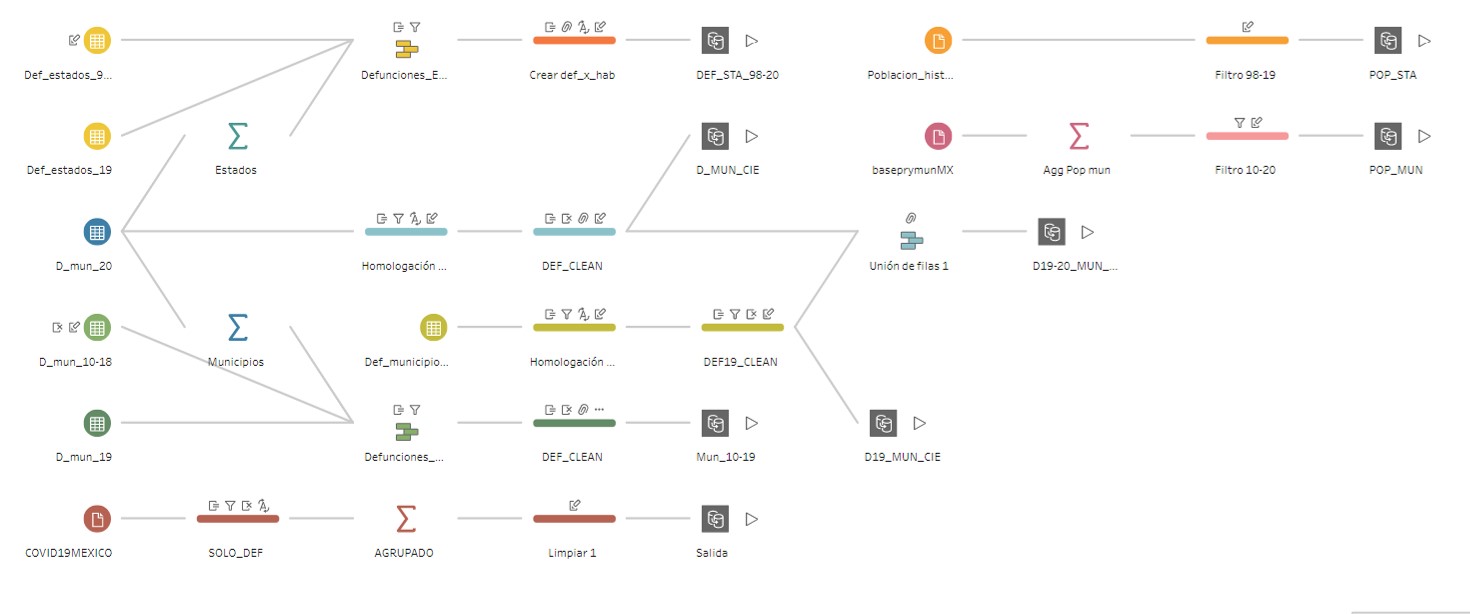 Def_estados_9...
Defunciones_E...
Crear def_x_hab
DEF_STA_98-20
Poblacion_hist...
Filtro 98-19
POP_STA
Def_estados_19
Estados
D_MUN_CIE
baseprymunMX
Agg Pop mun
Filtro 10-20
POP_MUN
D_mun_20
Homologación ...
DEF_CLEAN
Unión de filas 1
D19-20_MUN_...
D_mun_10-18
Municipios
Def_municipio...
Homologación ...
DEF19_CLEAN
D_mun_19
Defunciones_...
DEF_CLEAN
Mun_10-19
D19_MUN_CIE
COVID19MEXICO
SOLO_DEF
AGRUPADO
Limpiar 1
Salida